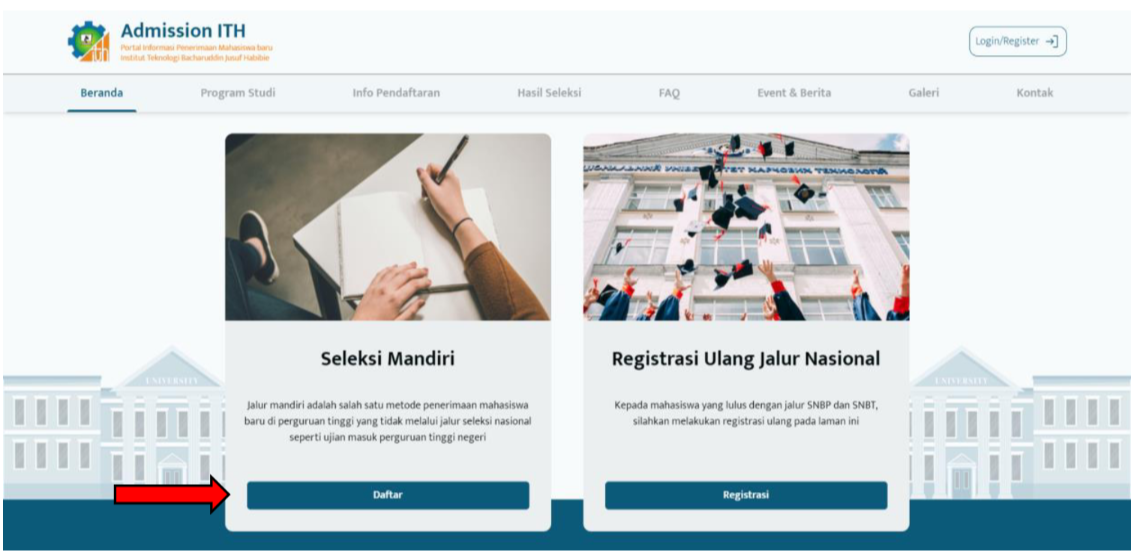 Admission ITH
Portal Informasi Penerimaan Mahasiswa baru
Institut Teknologi Bacharuddin Jusuf Habibie
Login/Register
Beranda
Program Studi
Info Pendaftaran
Hasil Seleksi
FAQ
Event & Berita
Galeri
Kontak
Seleksi Mandiri
Jalur mandiri adalah salah satu metode penerimaan mahasiswa
baru di perguruan tinggi yang tidak melalui jalur seleksi nasional
seperti ujian masuk perguruan tinggi negeri
Daftar
Registrasi Ulang Jalur Nasional
Kepada mahasiswa yang lulus dengan jalur SNBP dan SNBT,
silahkan melakukan registrasi ulang pada laman ini
Registrasi
UNIVERSITY
UNIVERSITY